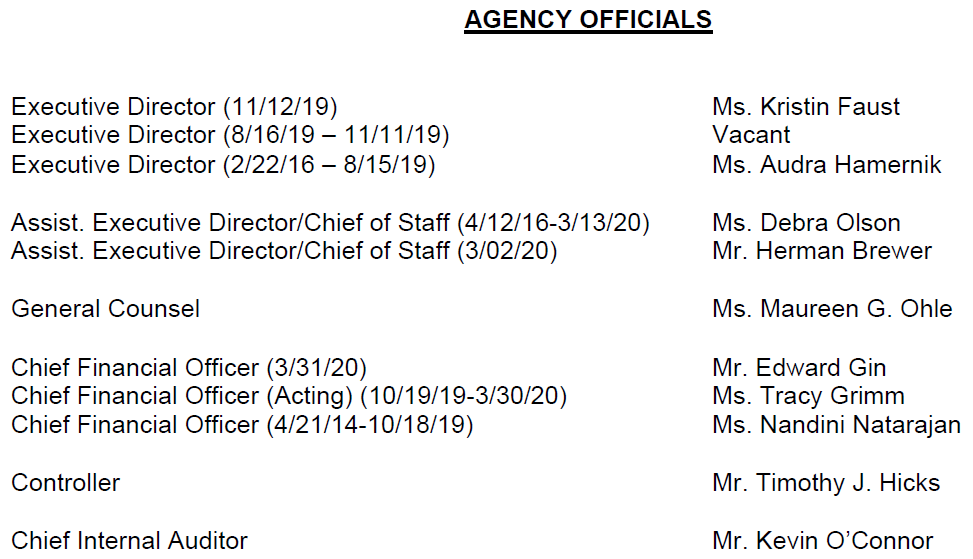 AGENCY OFFICIALS
Executive Director (11/12/19) Ms. Kristin Faust
Executive Director (8/16/19 – 11/11/19) Vacant
Executive Director (2/22/16 – 8/15/19) Ms. Audra Hamernik
Assist. Executive Director/Chief of Staff (4/12/16-3/13/20) Ms. Debra Olson
Assist. Executive Director/Chief of Staff (3/02/20) Mr. Herman Brewer
General Counsel Ms. Maureen G. Ohle
Chief Financial Officer (3/31/20) Mr. Edward Gin
Chief Financial Officer (Acting) (10/19/19-3/30/20) Ms. Tracy Grimm
Chief Financial Officer (4/21/14-10/18/19) Ms. Nandini Natarajan
Controller Mr. Timothy J. Hicks
Chief Internal Auditor Mr. Kevin O’Connor